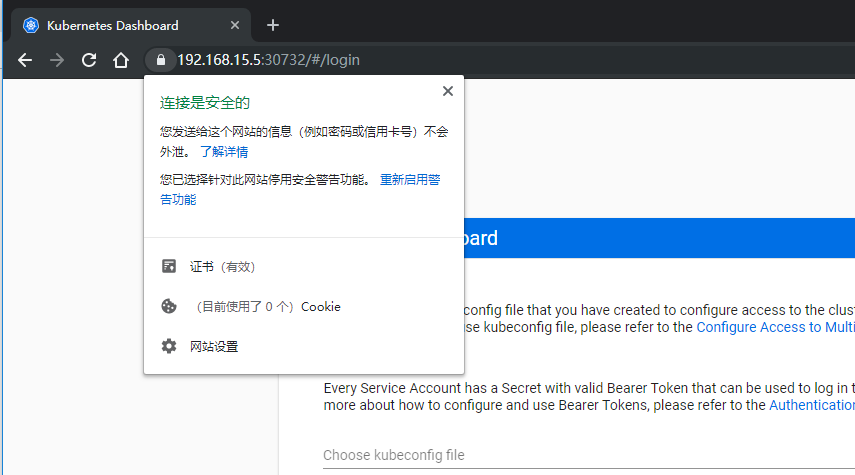 Kubernetes Dashboard
192.168.15.5:30732/#/login
连接是安全的
您发送给这个网站的信息（例如密码或信用卡号）不会
外泄。 了解详情
您已选择针对此网站停用安全警告功能。 重新启用警
告功能
证书（有效）
（目前使用了 0 个）Cookie
网站设置
oard
config file that you have created to configure access to the clust
se kubeconfig file, please refer to the Configure Access to Multi
Every Service Account has a Secret with valid Bearer Token that can be used to log in t
more about how to configure and use Bearer Tokens, please refer to the Authentication
Choose kubeconfig file